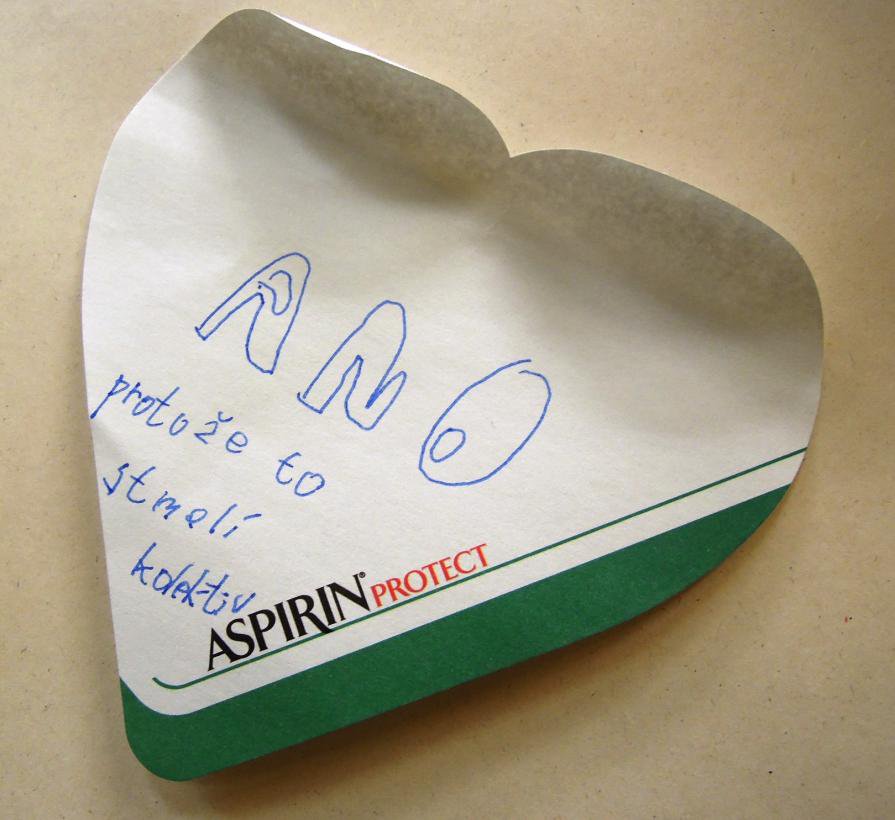 ANO
protože to
stmelí
kolektiv
ASPIRIN® PROTECT